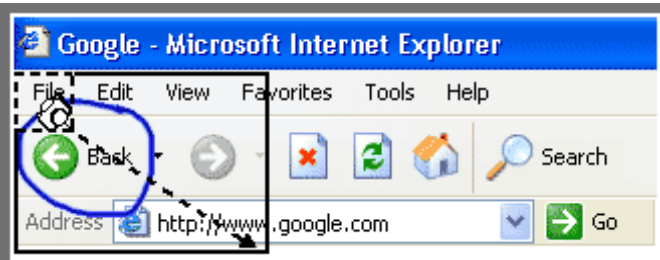 Google - Microsoft Internet Explorer
File Edit View Favorites Tools Help
Back Search
Address http://www.google.com Go